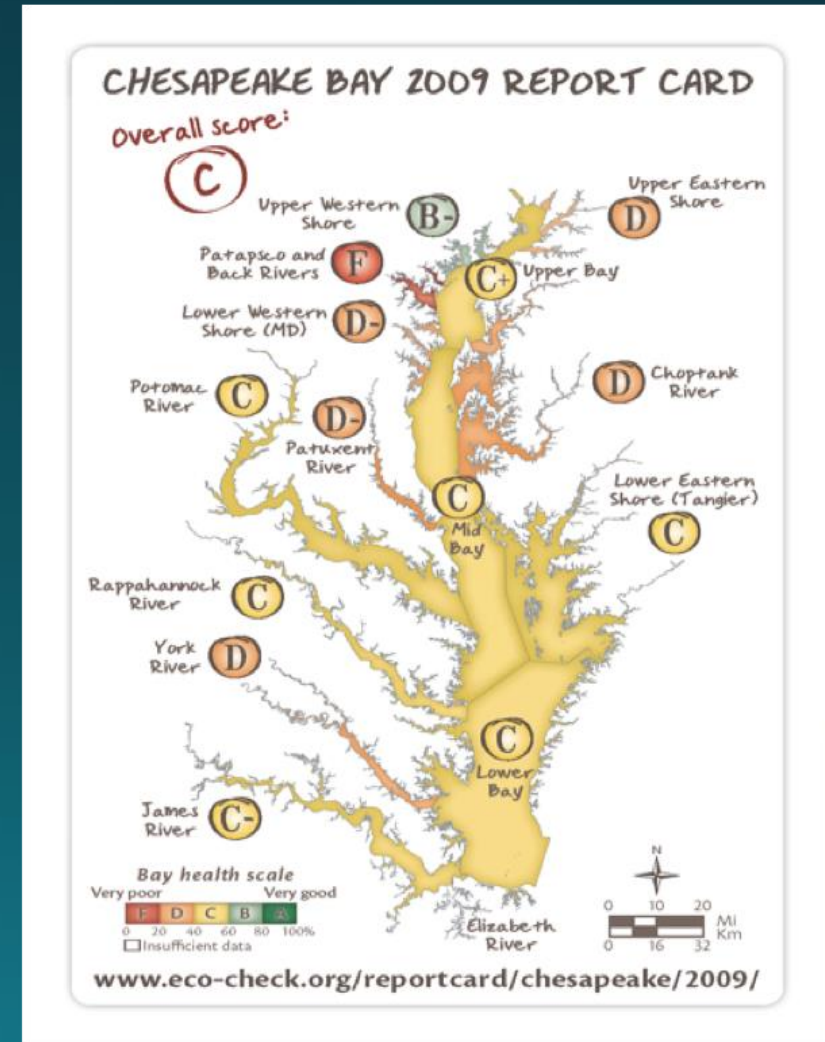 CHESAPEAKE BAY 2009 REPORT CARD
Overall score:
C
Upper Western
Shore
B-
Upper Eastern
Shore
D
Patapsco and
Back Rivers
F
C+
Upper Bay
Lower Western
Shore (MD)
D-
Potomac
River
C
D-
Patuxent
River
D
Choptank
River
C
Mid
Bay
Lower Eastern
Shore (Tangier)
C
Rappahannock
River
C
York
River
D
C
Lower
Bay
James
River
C-
Bay health scale
Very poor Very good
F D C B A
0 20 40 60 80 100%
Insufficient data
Elizabeth
River
N
0 10 20
Mi
Km
0 16 32
www.eco-check.org/reportcard/chesapeake/2009/